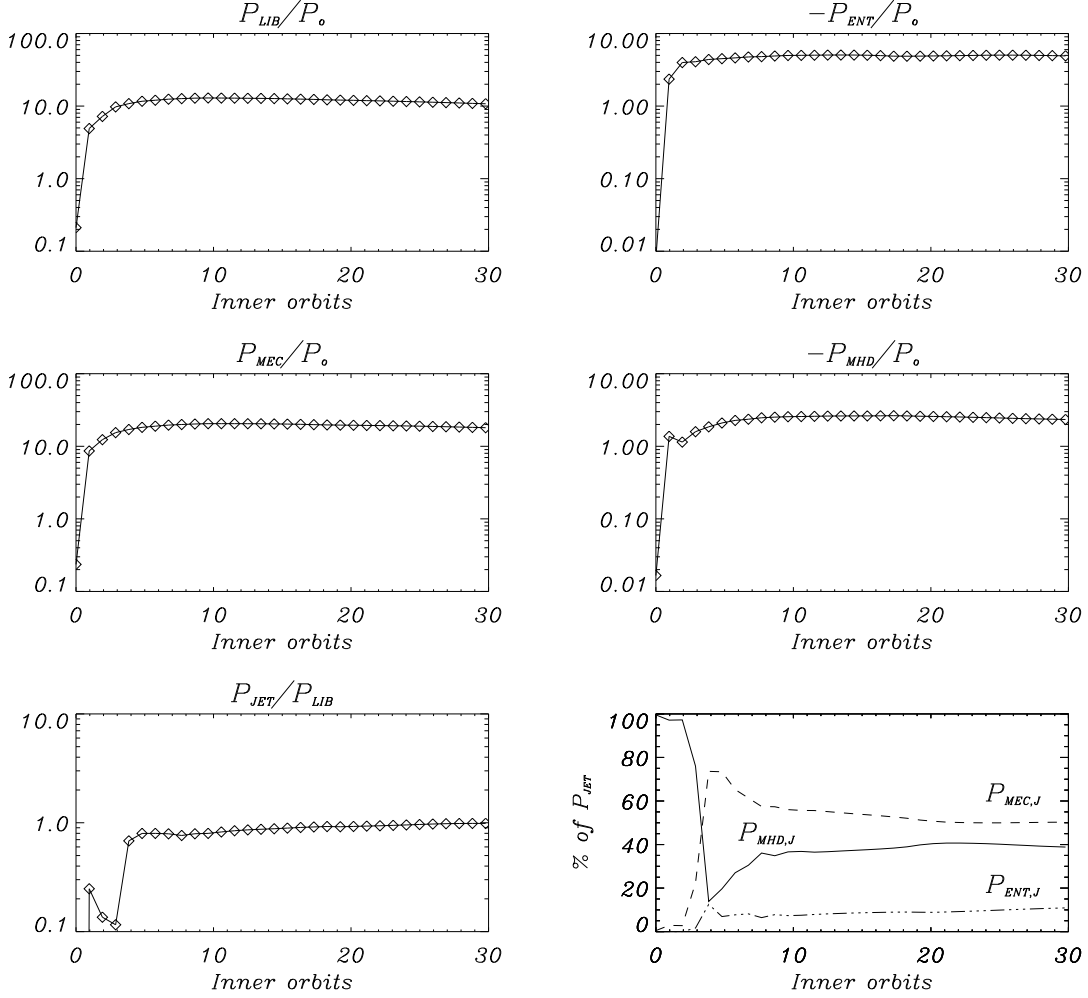 P_LIB/P_o
100.0
10.0
1.0
0.1
0 10 20 30
Inner orbits
-P_ENT/P_o
10.00
1.00
0.10
0.01
0 10 20 30
Inner orbits
P_MEC/P_o
100.0
10.0
1.0
0.1
0 10 20 30
Inner orbits
-P_MHD/P_o
10.00
1.00
0.10
0.01
0 10 20 30
Inner orbits
P_JET/P_LIB
10.0
1.0
0.1
0 10 20 30
Inner orbits
% of P_JET
100
80
60
40
20
0
P_MEC,J
P_MHD,J
P_ENT,J
0 10 20 30
Inner orbits